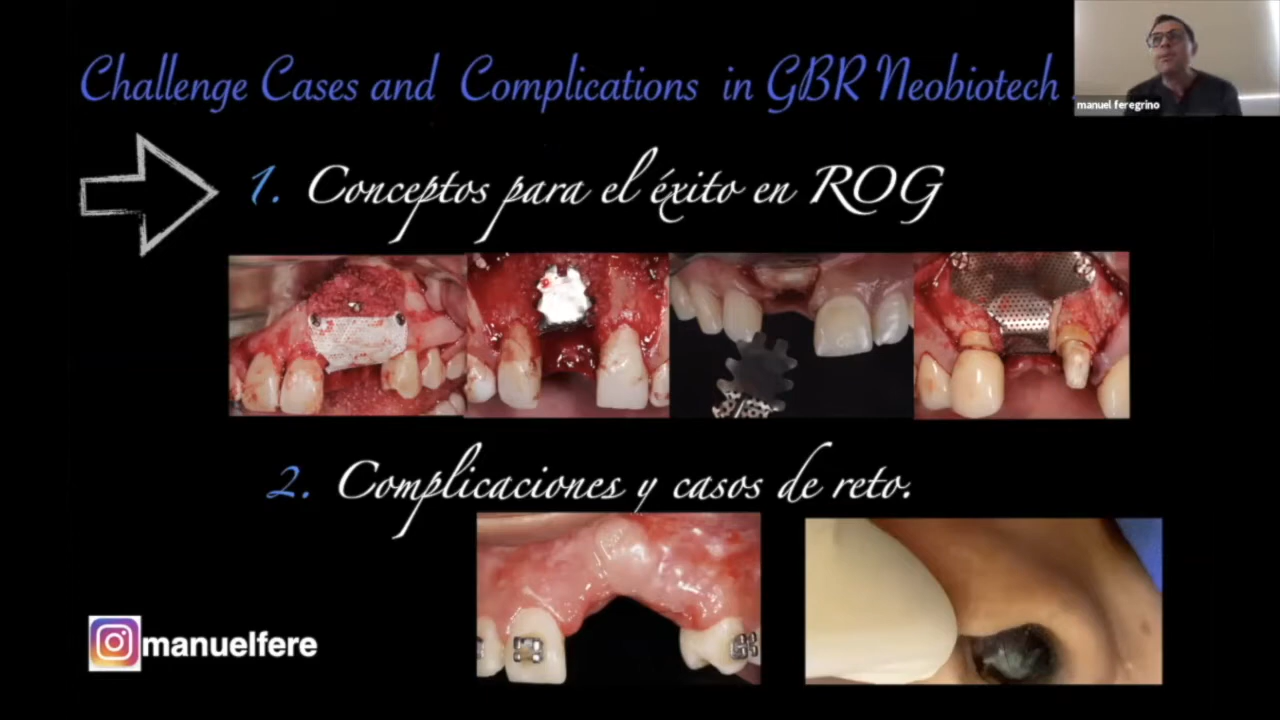 Challenge Cases and Complications in GBR Neobiotech
manuel feregrino
1. Conceptos para el éxito en ROG
2. Complicaciones y casos de reto.
manuelfere